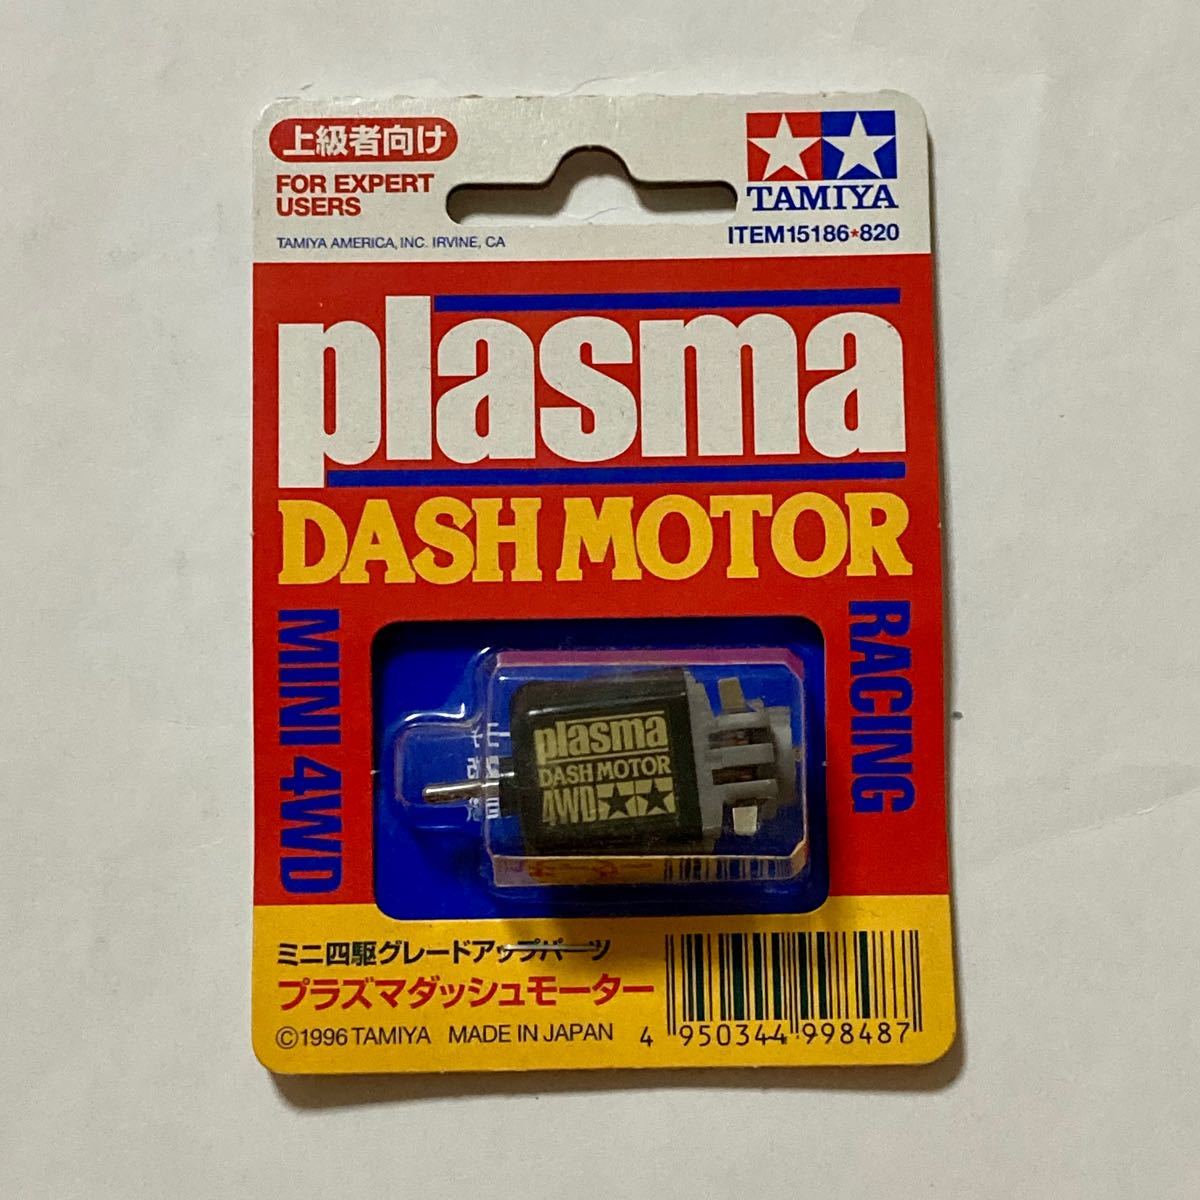 上級者向け
FOR EXPERT
USERS
TAMIYA AMERICA, INC. IRVINE, CA
TAMIYA
ITEM15186★820
plasma
DASH MOTOR
MINI 4WD
RACING
plasma
DASH MOTOR
4WD★★
ミニ四駆グレードアップパーツ
プラズマダッシュモーター
©1996 TAMIYA MADE IN JAPAN
4 950344 998487